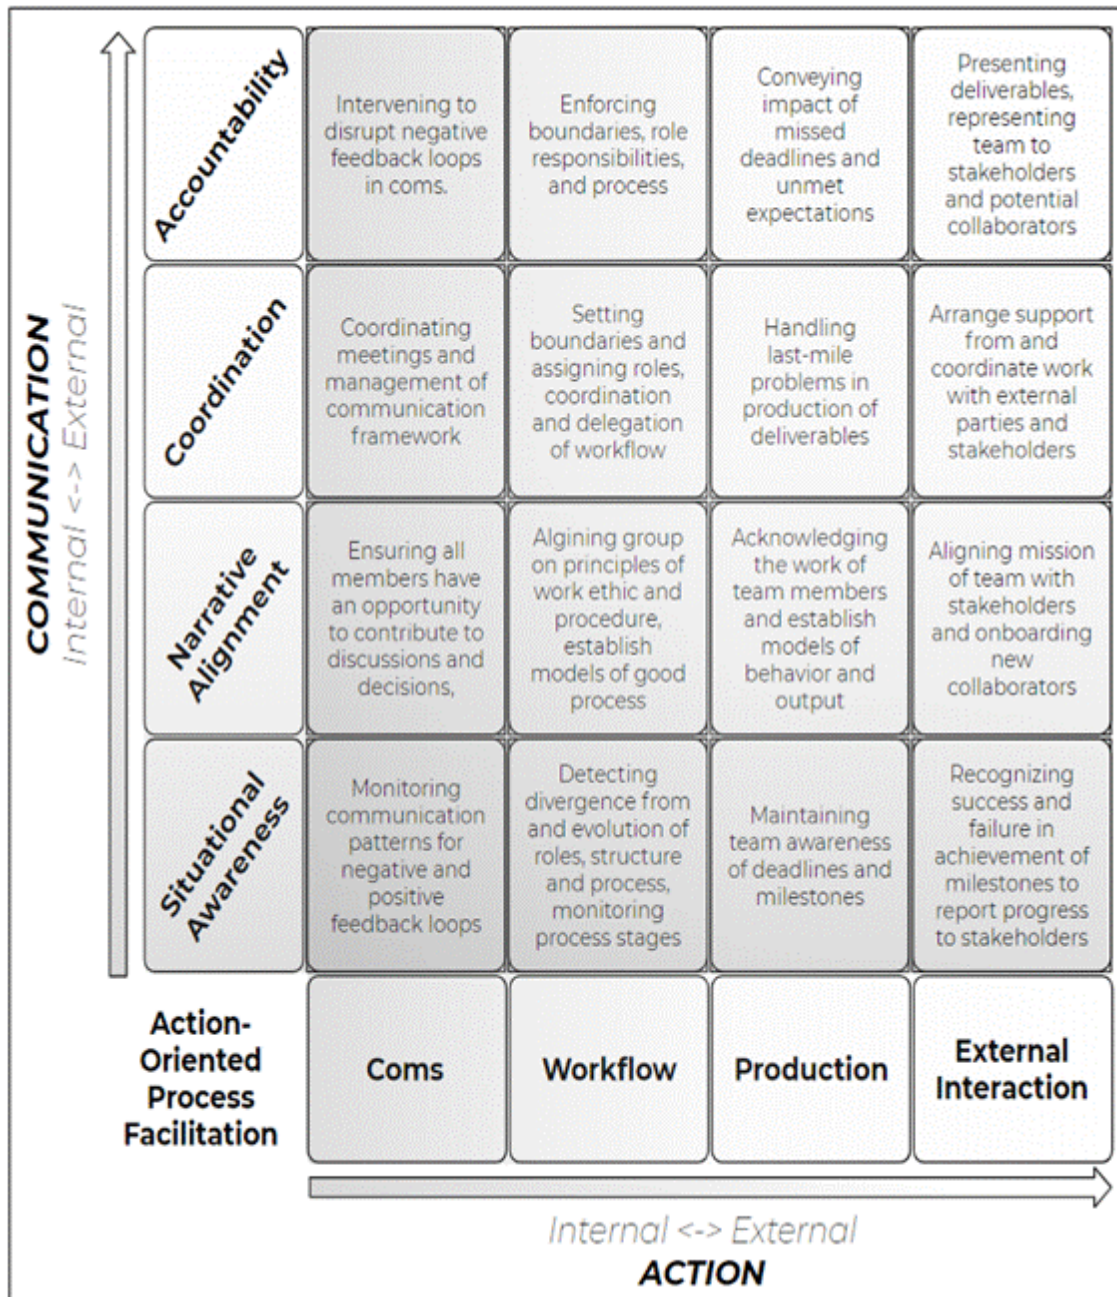 COMMUNICATION
Internal <-> External
Accountability
Intervening to
disrupt negative
feedback loops
in coms.
Enforcing
boundaries, role
responsibilities,
and process
Conveying
impact of
missed
deadlines and
unmet
expectations
Presenting
deliverables,
representing
team to
stakeholders
and potential
collaborators
Coordination
Coordinating
meetings and
management of
communication
framework
Setting
boundaries and
assigning roles,
coordination
and delegation
of workflow
Handling
last-mile
problems in
production of
deliverables
Arrange support
from and
coordinate work
with external
parties and
stakeholders
Narrative
Alignment
Ensuring all
members have
an opportunity
to contribute to
discussions and
decisions,
Algining group
on principles of
work ethic and
procedure,
establish
models of good
process
Acknowledging
the work of
team members
and establish
models of
behavior and
output
Aligning mission
of team with
stakeholders
and onboarding
new
collaborators
Situational
Awareness
Monitoring
communication
patterns for
negative and
positive
feedback loops
Detecting
divergence from
and evolution of
roles, structure
and process,
monitoring
process stages
Maintaining
team awareness
of deadlines and
milestones
Recognizing
success and
failure in
achievement of
milestones to
report progress
to stakeholders
Action-
Oriented
Process
Facilitation
Coms
Workflow
Production
External
Interaction
Internal <-> External
ACTION